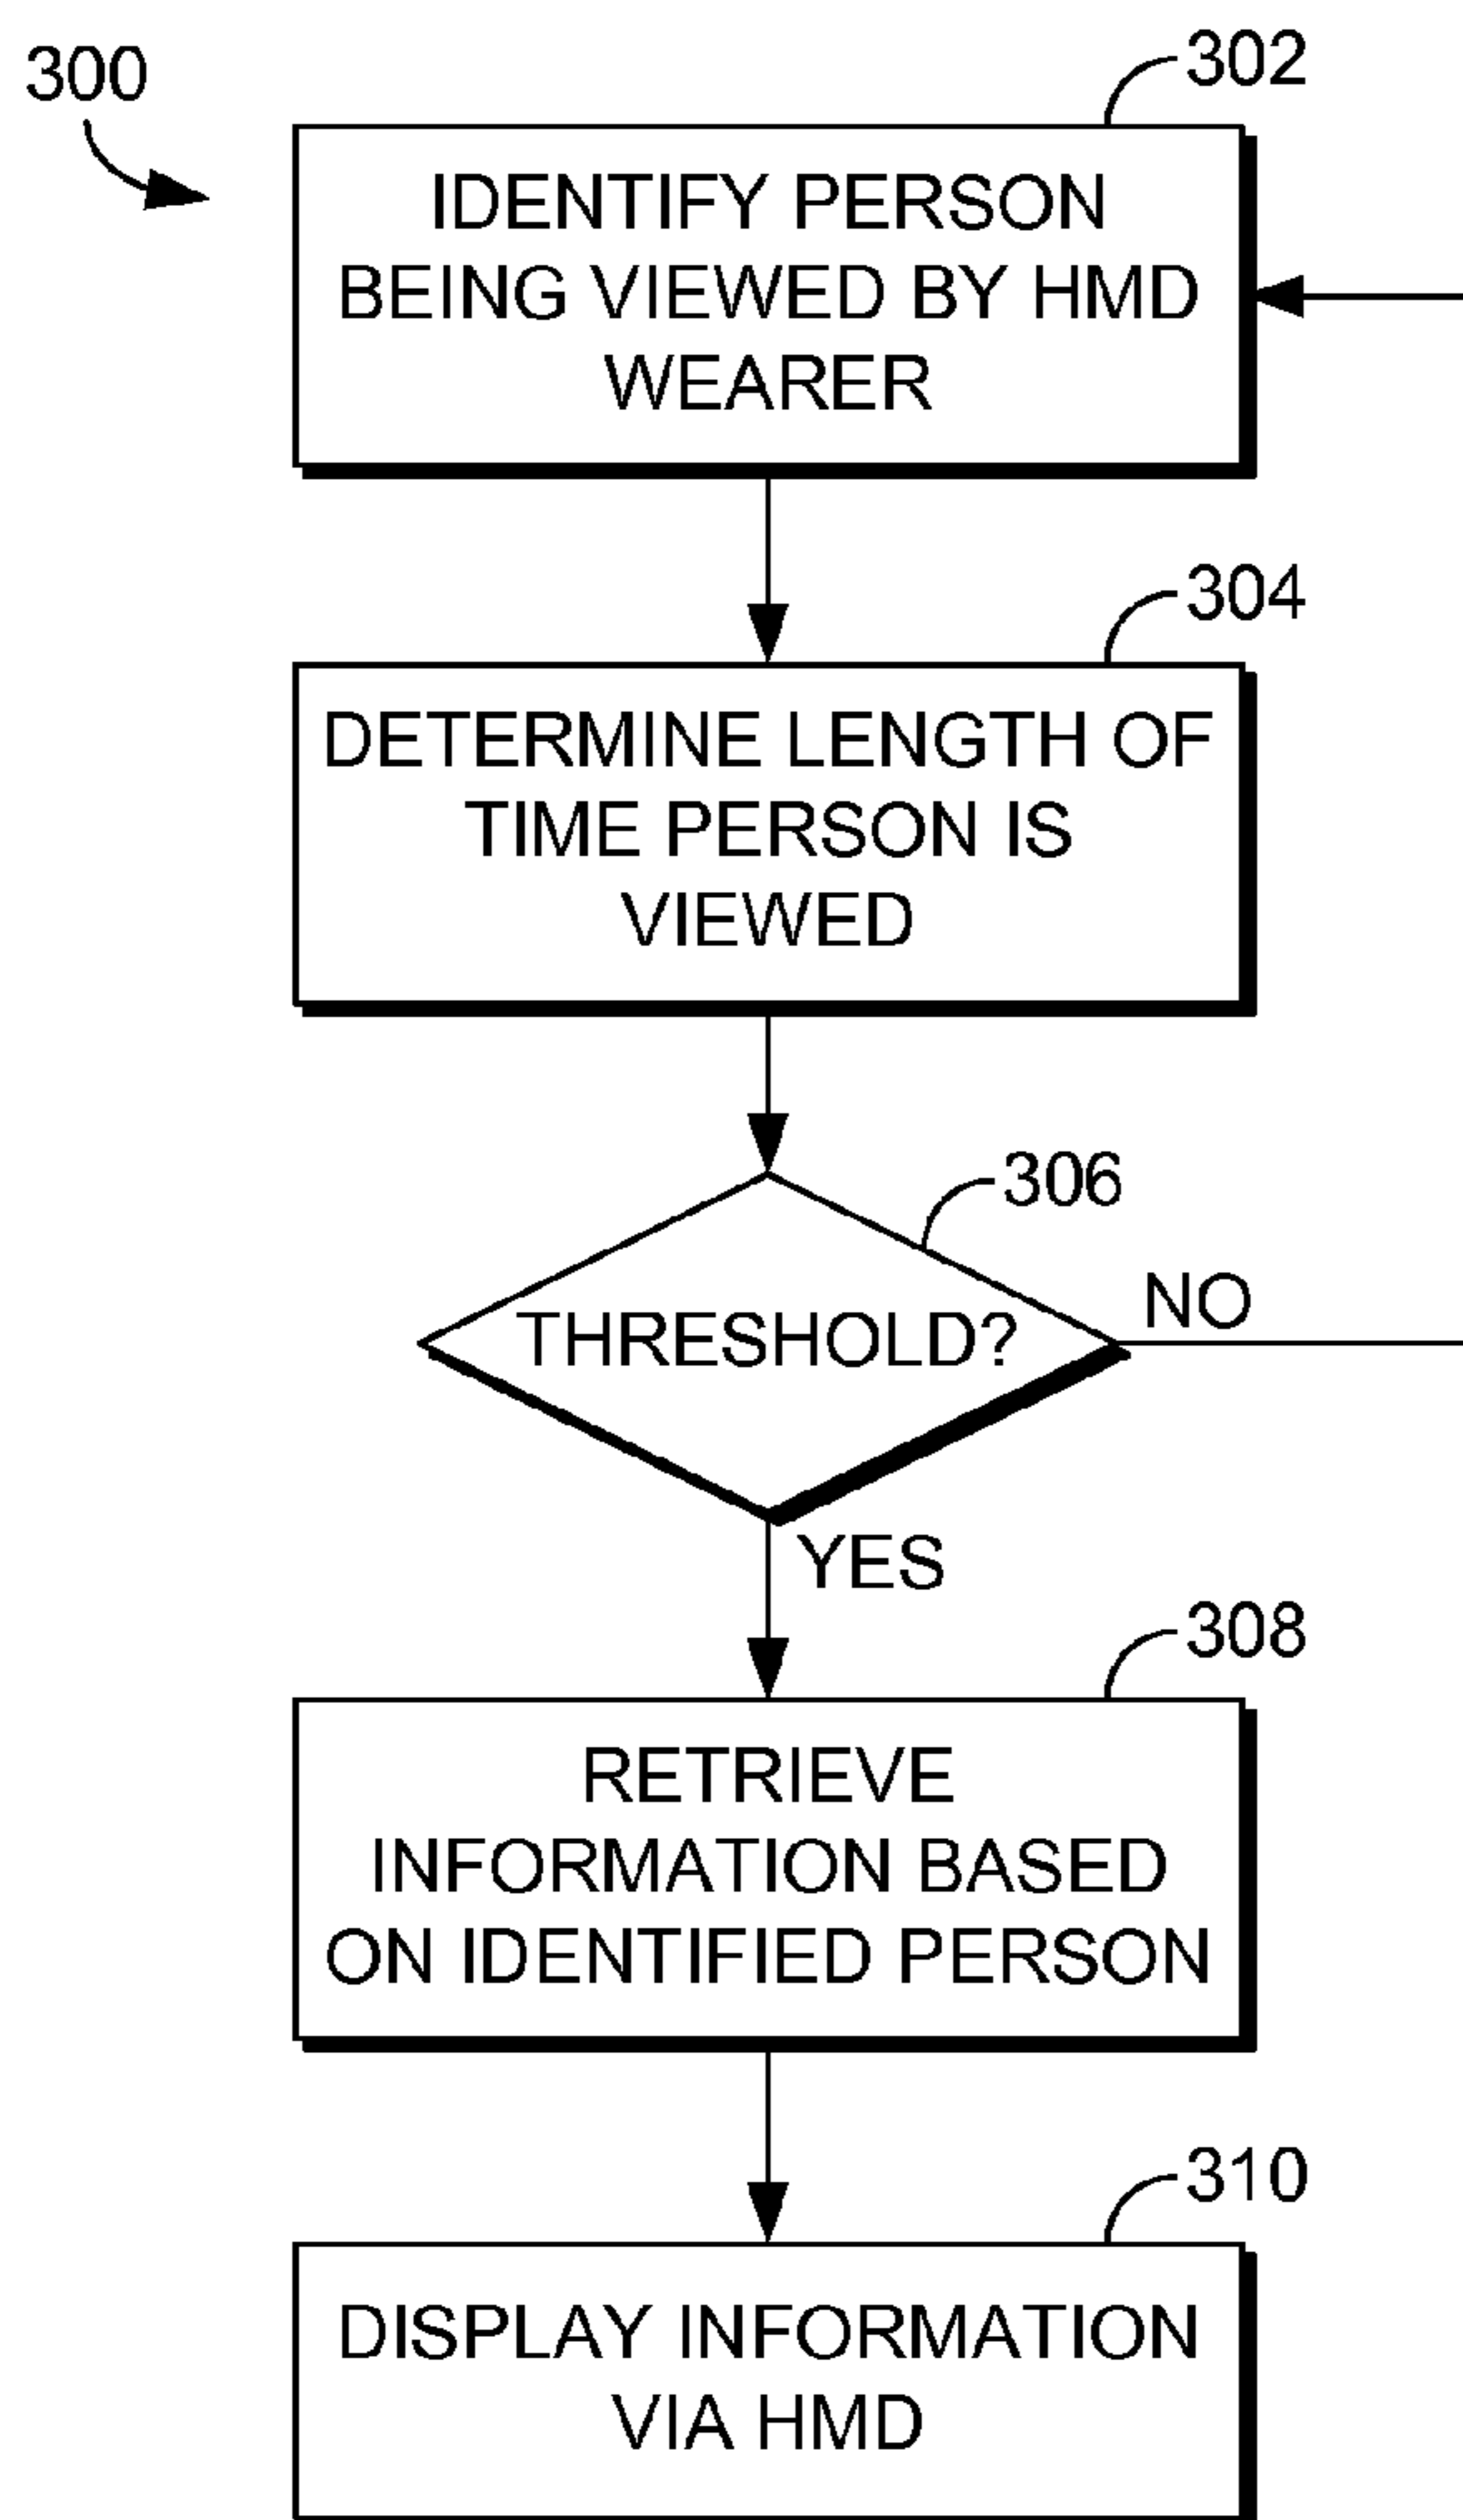 300
302
IDENTIFY PERSON
BEING VIEWED BY HMD
WEARER
304
DETERMINE LENGTH OF
TIME PERSON IS
VIEWED
306
THRESHOLD?
NO
YES
308
RETRIEVE
INFORMATION BASED
ON IDENTIFIED PERSON
310
DISPLAY INFORMATION
VIA HMD